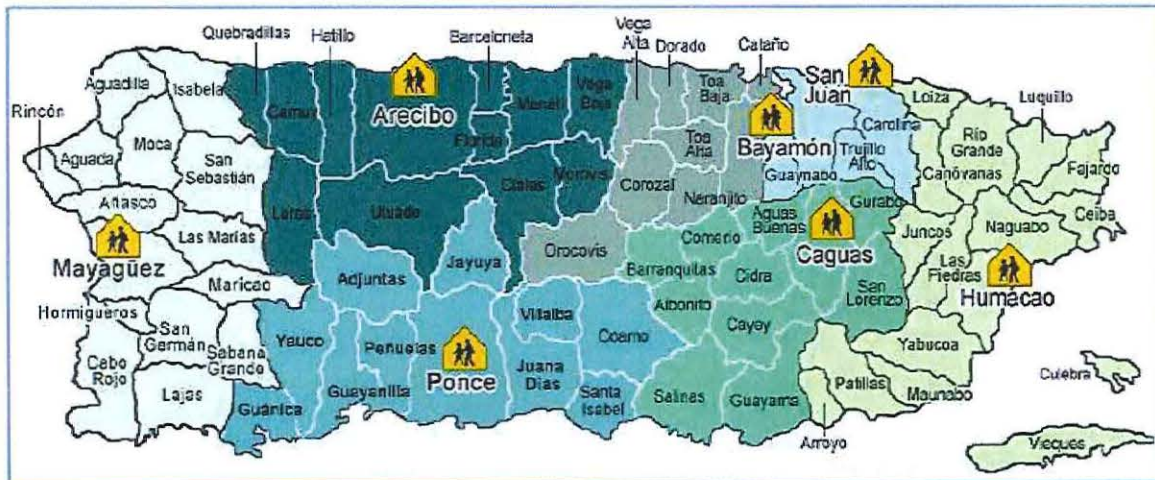 Quebradillas
Hatillo
Barceloneta
Vega Alta
Dorado
Cataño
San Juan
Aguadilla
Isabela
Toa Baja
Loiza
Luquillo
Rincón
Camuy
Arecibo
Manatí
Vega Baja
Carolina
Río Grande
Moca
Florida
Toa Alta
Bayamón
Trujillo Alto
Aguada
San Sebastián
Ciales
Morovis
Corozal
Guaynabo
Canóvanas
Fajardo
Añasco
Lares
Utuado
Naranjito
Gurabo
Ceiba
Las Marías
Orocovis
Comerio
Aguas Buenas
Juncos
Naguabo
Mayagüez
Adjuntas
Jayuya
Barranquitas
Cidra
Caguas
Las Piedras
Maricao
Humacao
Hormigueros
San Germán
Sabana Grande
Yauco
Peñuelas
Villalba
Coamo
Aibonito
Cayey
San Lorenzo
Yabucoa
Cabo Rojo
Lajas
Guánica
Guayanilla
Ponce
Juana Dias
Santa Isabel
Salinas
Guayama
Patillas
Maunabo
Culebra
Arroyo
Vieques